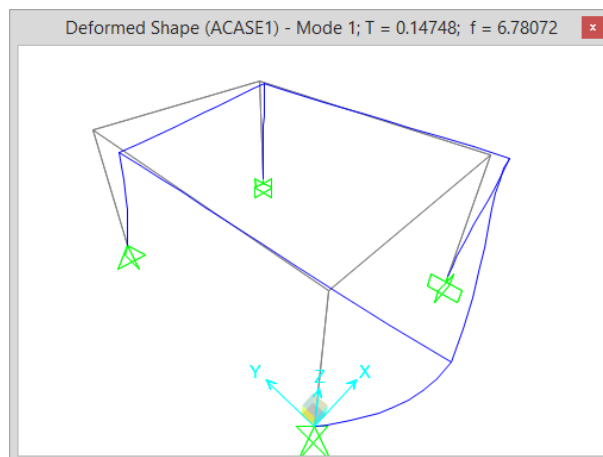 Deformed Shape (ACASE1) - Mode 1; T = 0.14748;  f = 6.78072
x
Y
Z
X